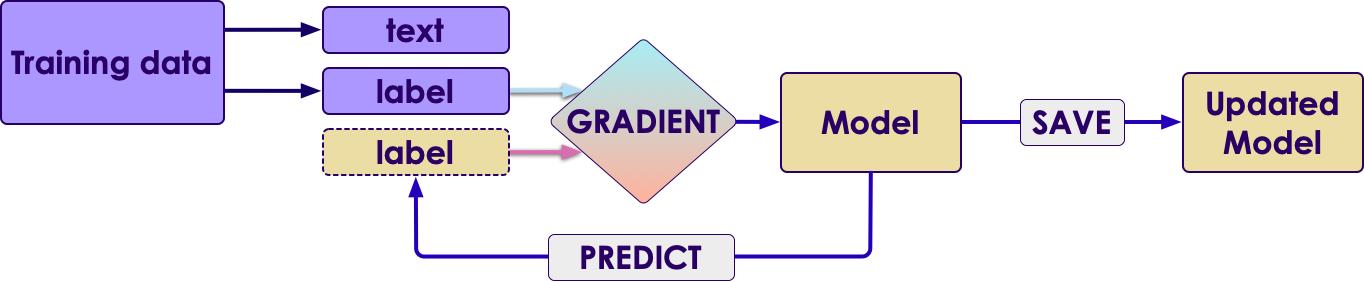 Training data
text
label
label
GRADIENT
Model
SAVE
Updated
Model
PREDICT